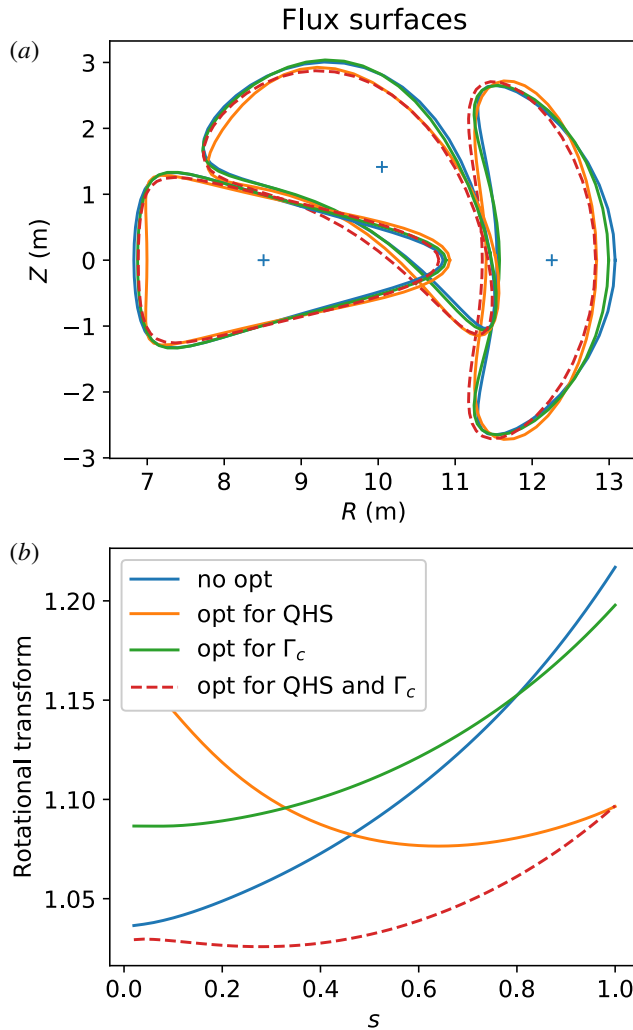 Flux surfaces
(a)
3
2
1
0
−1
−2
−3
Z (m)
7 8 9 10 11 12 13
R (m)
(b)
no opt
opt for QHS
opt for Γc
opt for QHS and Γc
1.20
1.15
1.10
1.05
Rotational transform
0.0 0.2 0.4 0.6 0.8 1.0
s